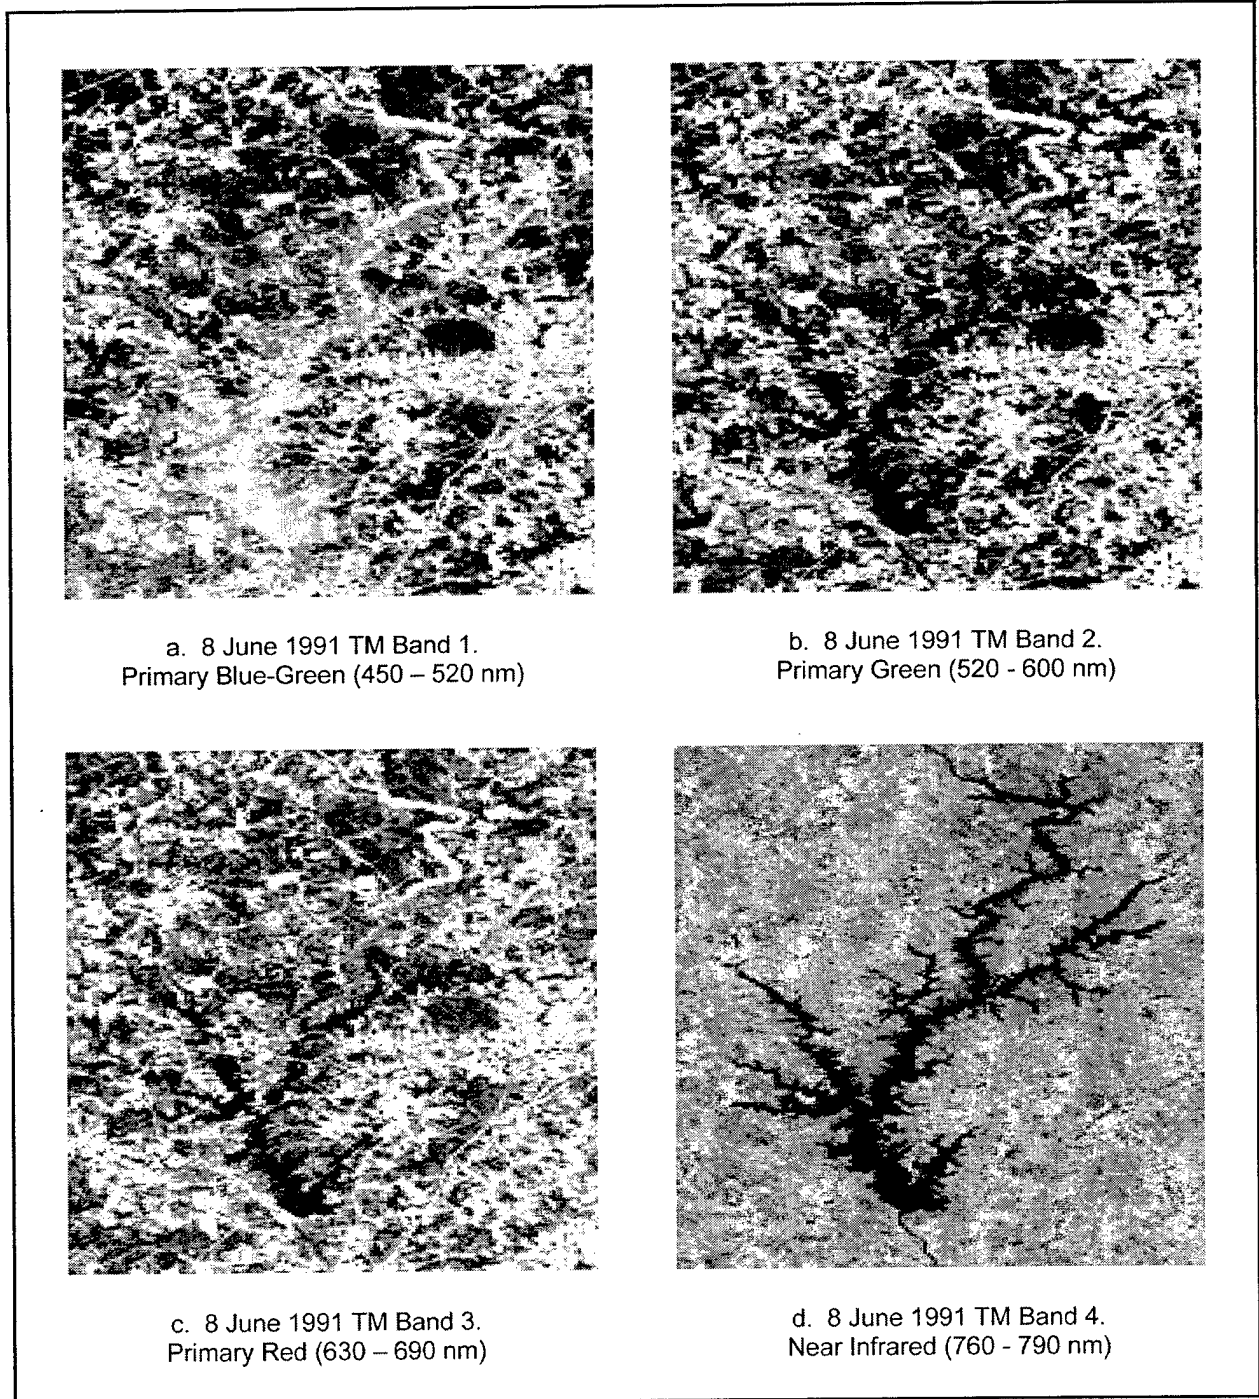 a. 8 June 1991 TM Band 1.
Primary Blue-Green (450 – 520 nm)
b. 8 June 1991 TM Band 2.
Primary Green (520 - 600 nm)
c. 8 June 1991 TM Band 3.
Primary Red (630 – 690 nm)
d. 8 June 1991 TM Band 4.
Near Infrared (760 - 790 nm)